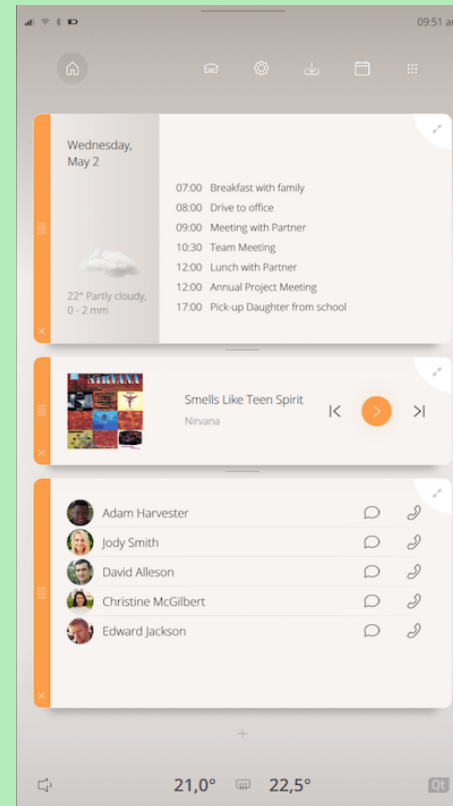 09:51 a
Wednesday,
May 2
22° Partly cloudy,
0 - 2 mm
07:00 Breakfast with family
08:00 Drive to office
09:00 Meeting with Partner
10:30 Team Meeting
12:00 Lunch with Partner
12:00 Annual Project Meeting
17:00 Pick-up Daughter from school
NIRVANA
Smells Like Teen Spirit
Nirvana
Adam Harvester
Jody Smith
David Alleson
Christine McGilbert
Edward Jackson
21,0° 22,5°
Qt